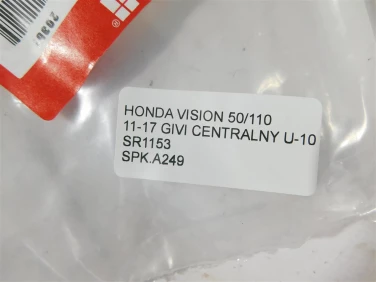 HONDA VISION 50/110
11-17 GIVI CENTRALNY U-10
SR1153
SPK.A249